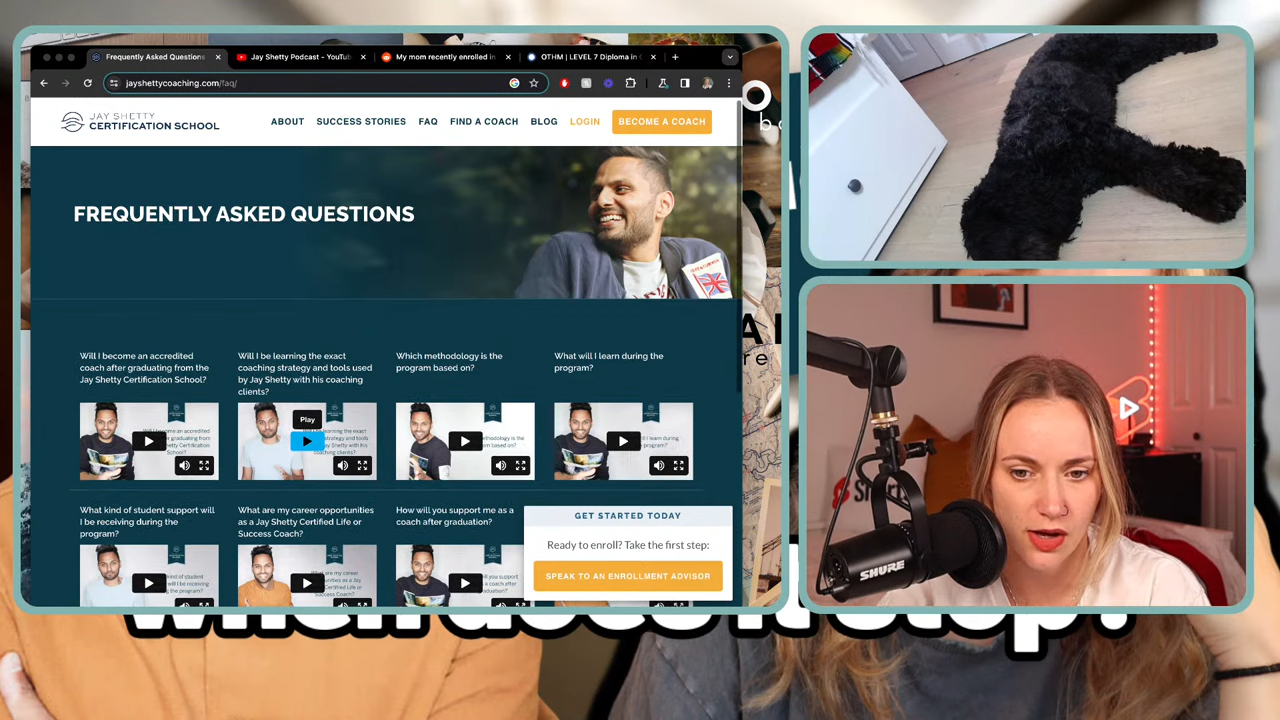 Frequently Asked Questions
Jay Shetty Podcast - YouTub
My mom recently enrolled in
OTHM | LEVEL 7 Diploma in
jayshettycoaching.com/faq/
JAY SHETTY
CERTIFICATION SCHOOL
ABOUT
SUCCESS STORIES
FAQ
FIND A COACH
BLOG
LOGIN
BECOME A COACH
FREQUENTLY ASKED QUESTIONS
Will I become an accredited
coach after graduating from the
Jay Shetty Certification School?
Will I be learning the exact
coaching strategy and tools used
by Jay Shetty with his coaching
clients?
Which methodology is the
program based on?
What will I learn during the
program?
Play
What kind of student support will
I be receiving during the
program?
What are my career opportunities
as a Jay Shetty Certified Life or
Success Coach?
How will you support me as a
coach after graduation?
GET STARTED TODAY
Ready to enroll? Take the first step:
SPEAK TO AN ENROLLMENT ADVISOR
SHURE
when does it stop?